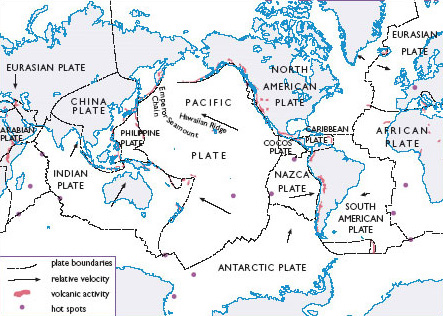 EURASIAN PLATE
EURASIAN
PLATE
NORTH
AMERICAN
PLATE
CHINA
PLATE
Emperor
Chain
Seamount
PACIFIC
Hawaiian Ridge
PLATE
ARABIAN
PLATE
PHILIPPINE
PLATE
CARIBBEAN
PLATE
COCOS
PLATE
AFRICAN
PLATE
INDIAN
PLATE
NAZCA
PLATE
SOUTH
AMERICAN
PLATE
ANTARCTIC PLATE
plate boundaries
relative velocity
volcanic activity
hot spots